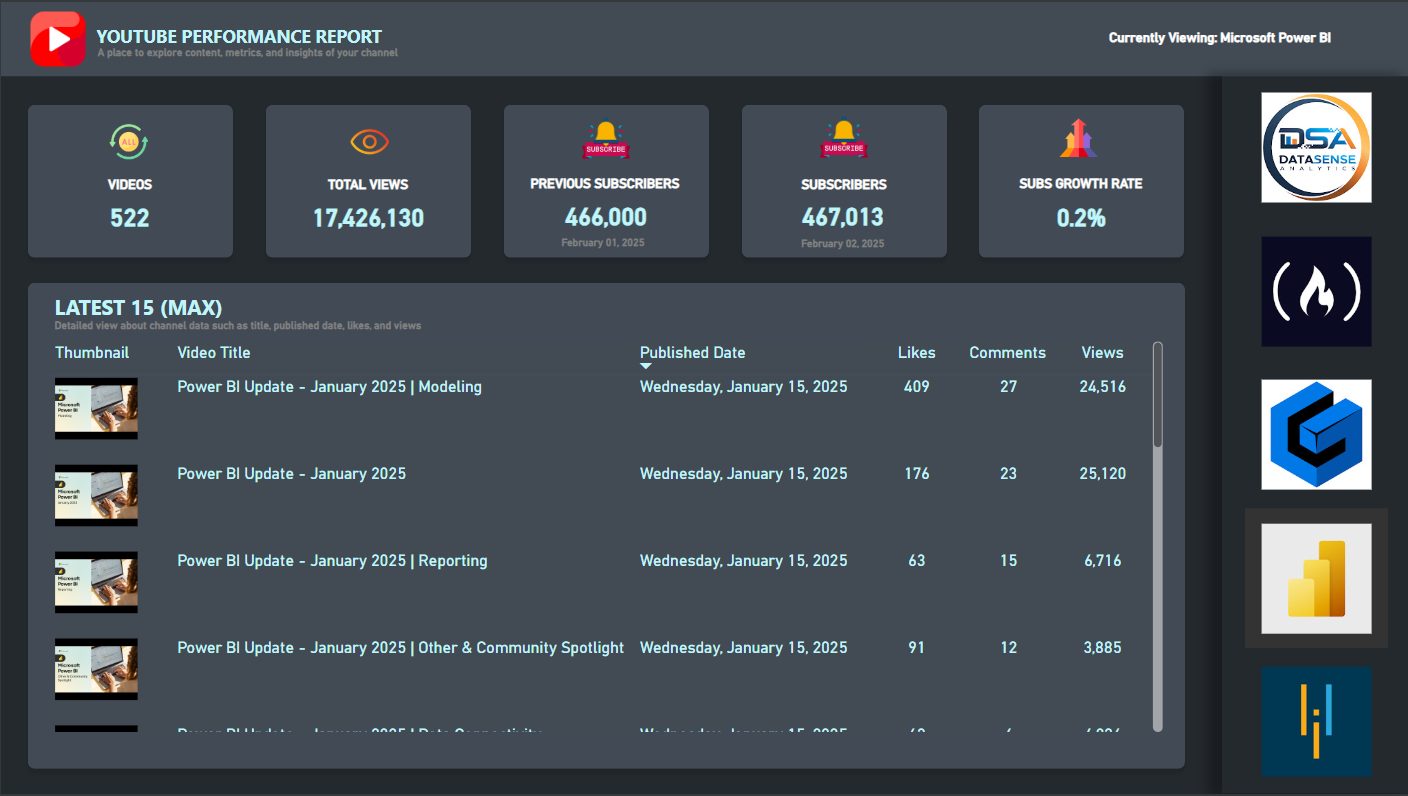 YOUTUBE PERFORMANCE REPORT
A place to explore content, metrics, and insights of your channel
Currently Viewing: Microsoft Power BI
ALL
VIDEOS
522
TOTAL VIEWS
17,426,130
SUBSCRIBE
PREVIOUS SUBSCRIBERS
466,000
February 01, 2025
SUBSCRIBE
SUBSCRIBERS
467,013
February 02, 2025
SUBS GROWTH RATE
0.2%
DSA
DATASENSE
ANALYTICS
LATEST 15 (MAX)
Detailed view about channel data such as title, published date, likes, and views
Thumbnail Video Title Published Date Likes Comments Views
Microsoft
Power BI
Modeling
Power BI Update - January 2025 | Modeling Wednesday, January 15, 2025 409 27 24,516
Microsoft
Power BI
January 2025
Power BI Update - January 2025 Wednesday, January 15, 2025 176 23 25,120
Microsoft
Power BI
Reporting
Power BI Update - January 2025 | Reporting Wednesday, January 15, 2025 63 15 6,716
Microsoft
Power BI
Other & Community
Spotlight
Power BI Update - January 2025 | Other & Community Spotlight Wednesday, January 15, 2025 91 12 3,885
Power BI Update - January 2025 | Data Connectivity Wednesday, January 15, 2025